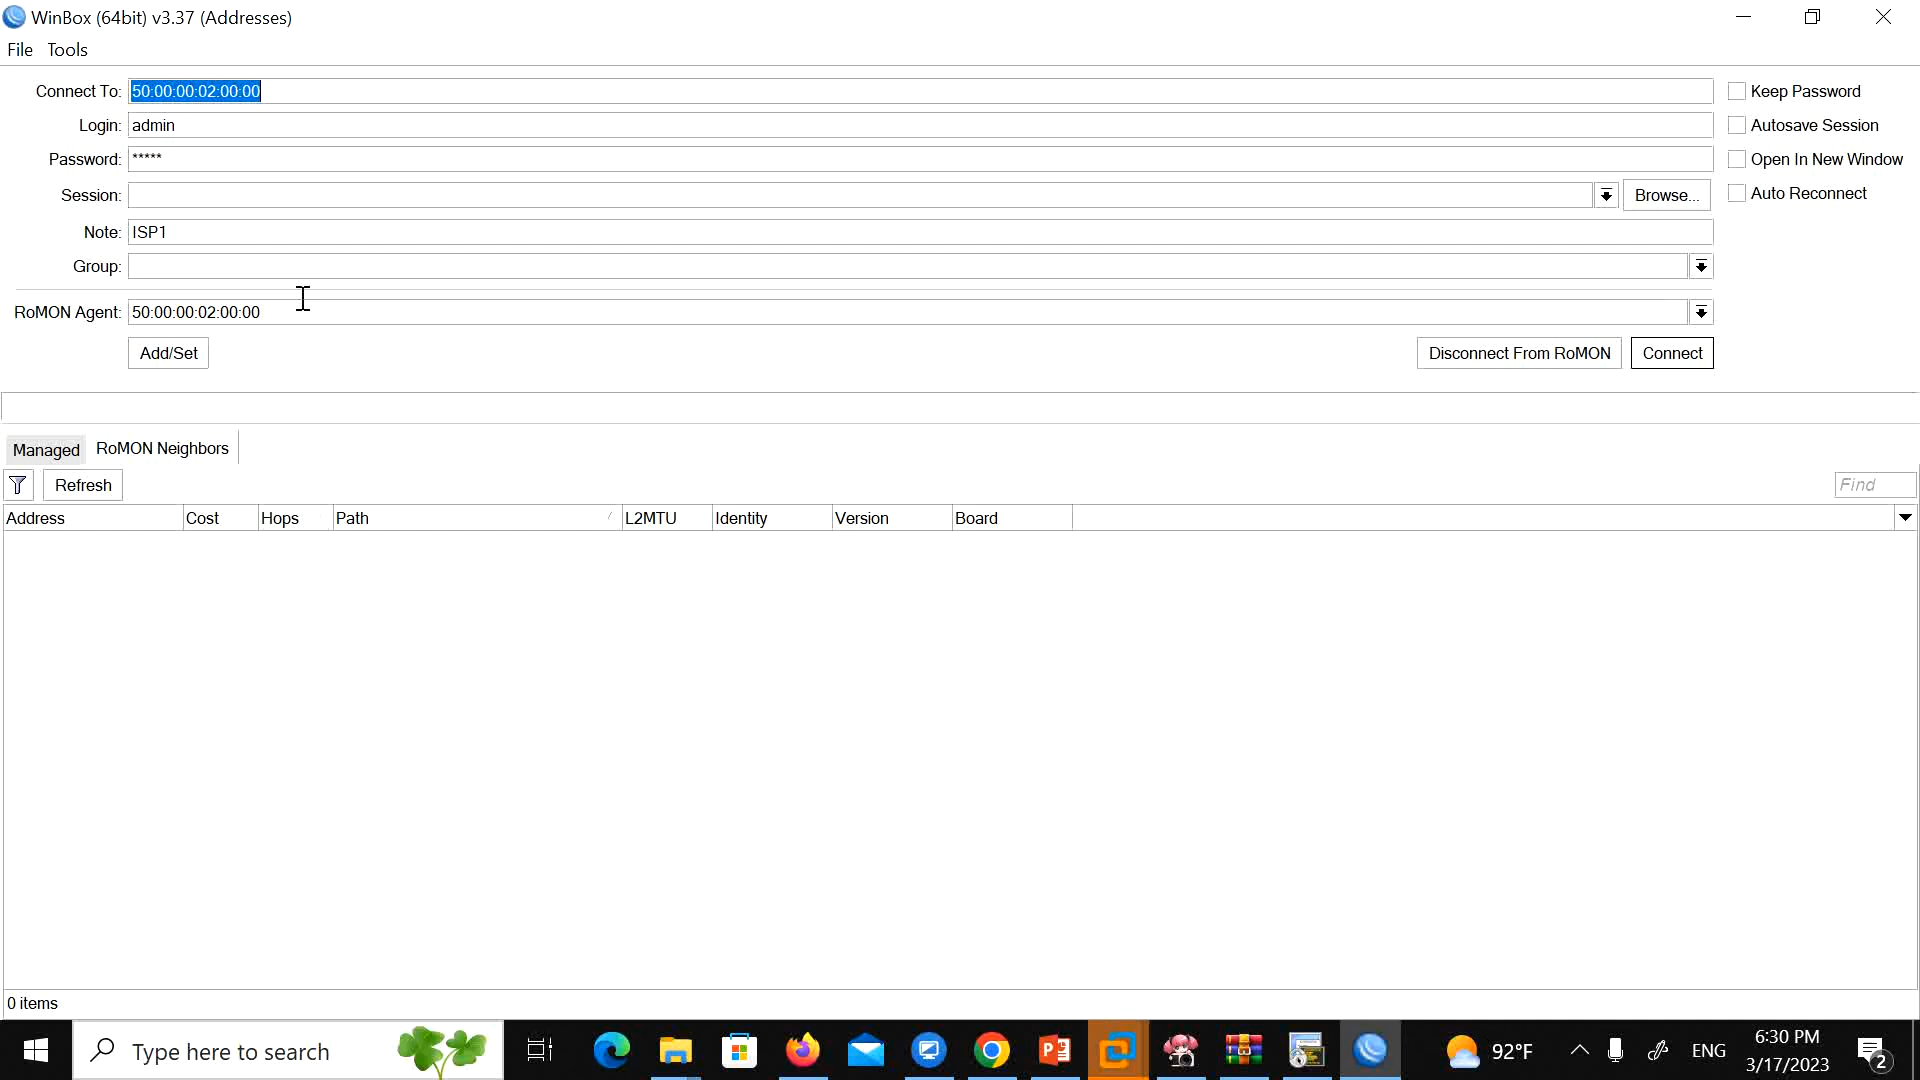 WinBox (64bit) v3.37 (Addresses)
File Tools
Connect To: 50:00:00:02:00:00
Keep Password
Login: admin
Autosave Session
Password: *****
Open In New Window
Session:
Browse...
Auto Reconnect
Note: ISP1
Group:
RoMON Agent: 50:00:00:02:00:00
Add/Set
Disconnect From RoMON
Connect
Managed RoMON Neighbors
Refresh
Find
Address Cost Hops Path L2MTU Identity Version Board
0 items
Type here to search
92°F
ENG
6:30 PM
3/17/2023
2